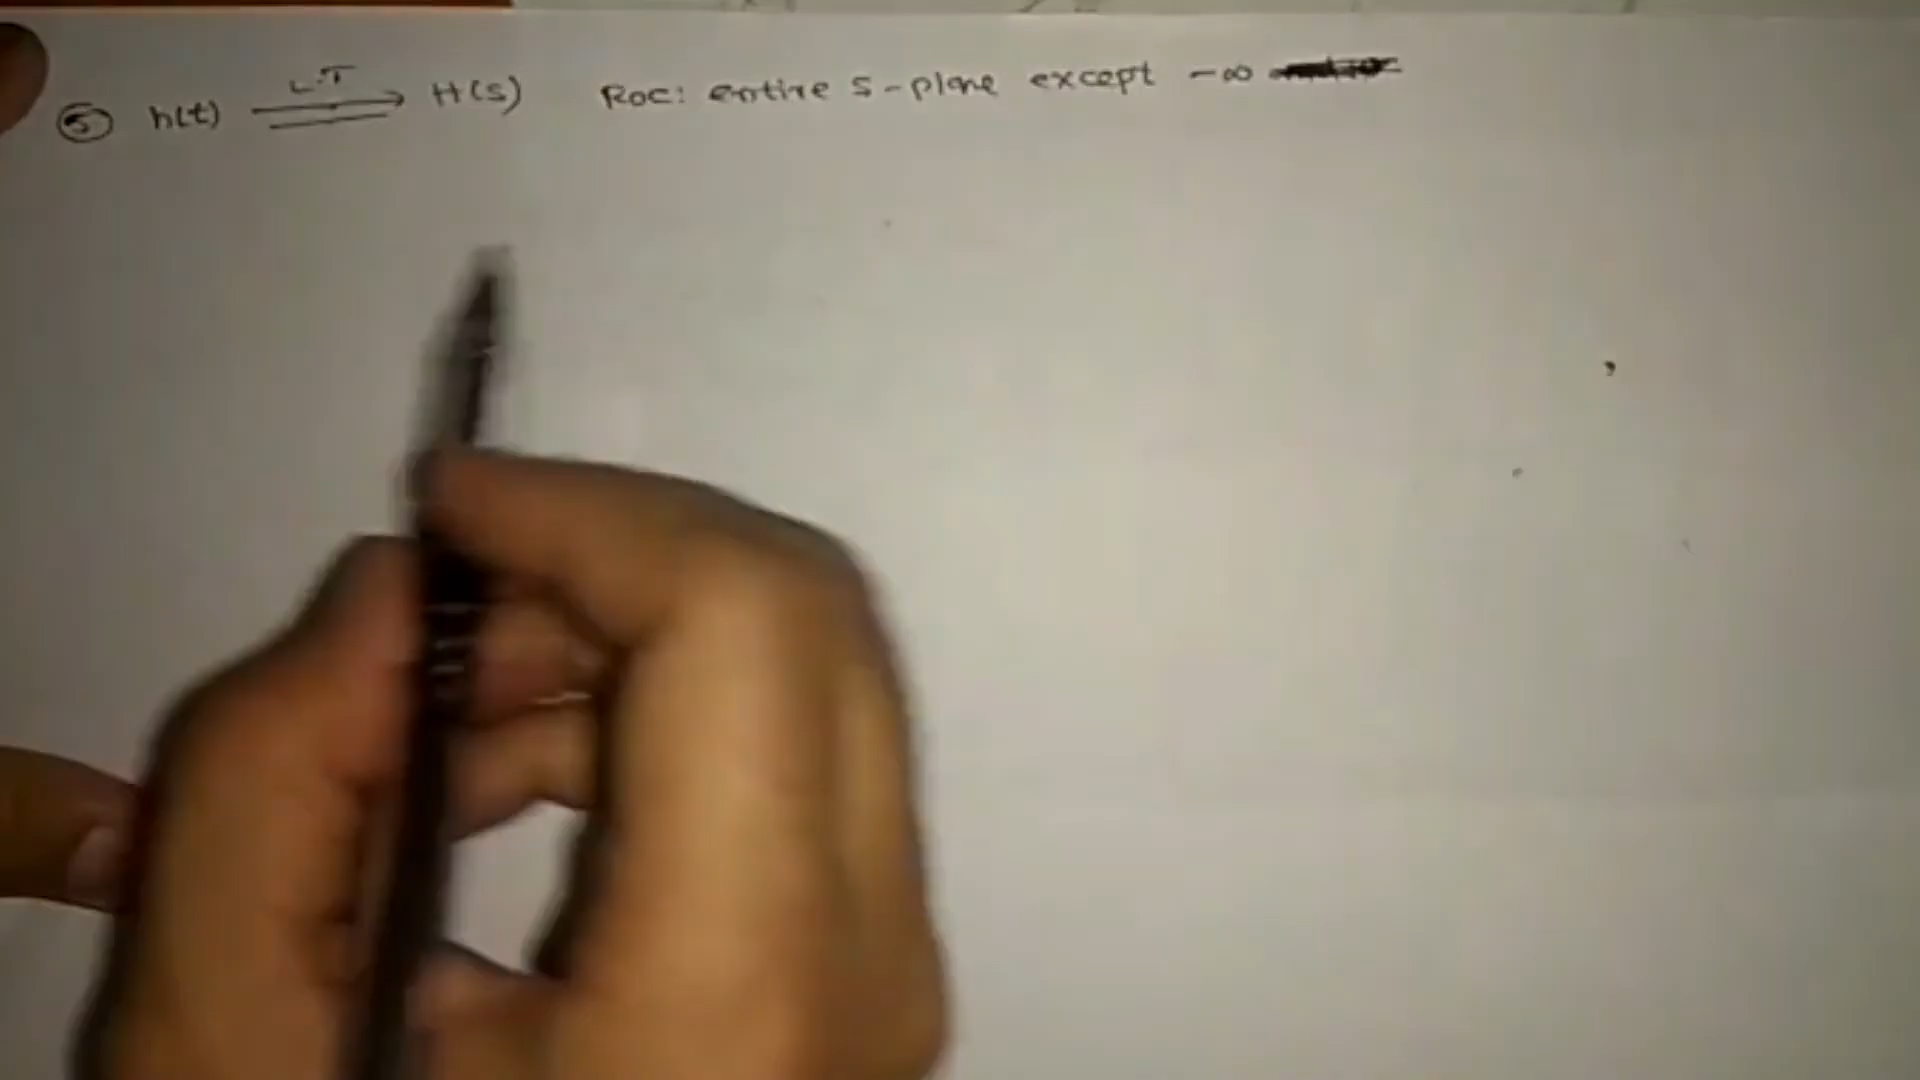 ⑤ h(t) L.T → H(s) ROC: entire s-plane except -∞